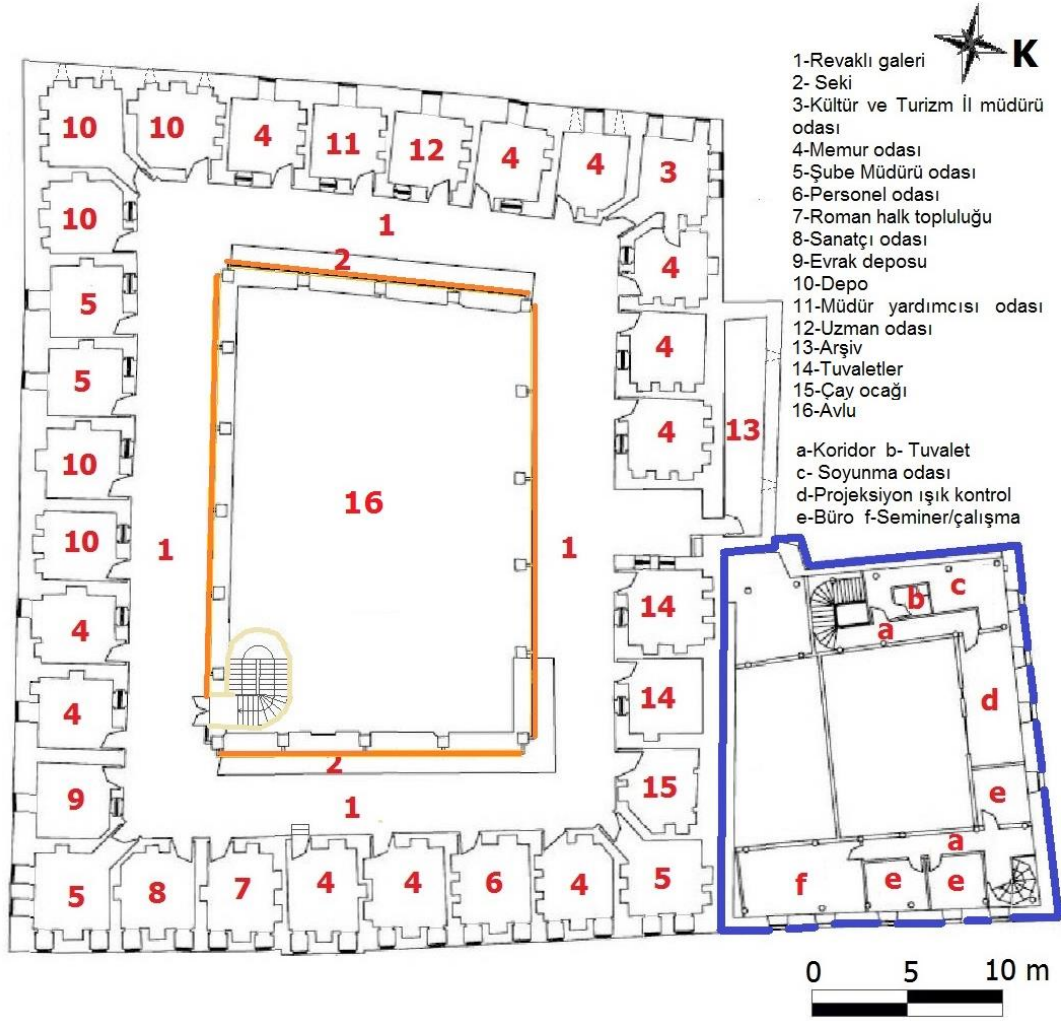 K
1-Revaklı galeri
2- Seki
3-Kültür ve Turizm İl müdürü
odası
4-Memur odası
5-Şube Müdürü odası
6-Personel odası
7-Roman halk topluluğu
8-Sanatçı odası
9-Evrak deposu
10-Depo
11-Müdür yardımcısı odası
12-Uzman odası
13-Arşiv
14-Tuvaletler
15-Çay ocağı
16-Avlu
a-Koridor b- Tuvalet
c- Soyunma odası
d-Projeksiyon ışık kontrol
e-Büro f-Seminer/çalışma
10 10 4 11 12 4 4 3
10
1
2
4
5
4
5
4
13
10
16
10
1
1
14
4
14
4
2
9
15
1
5 8 7 4 4 6 4 5
c
b
a
d
e
a
f e e
0 5 10 m